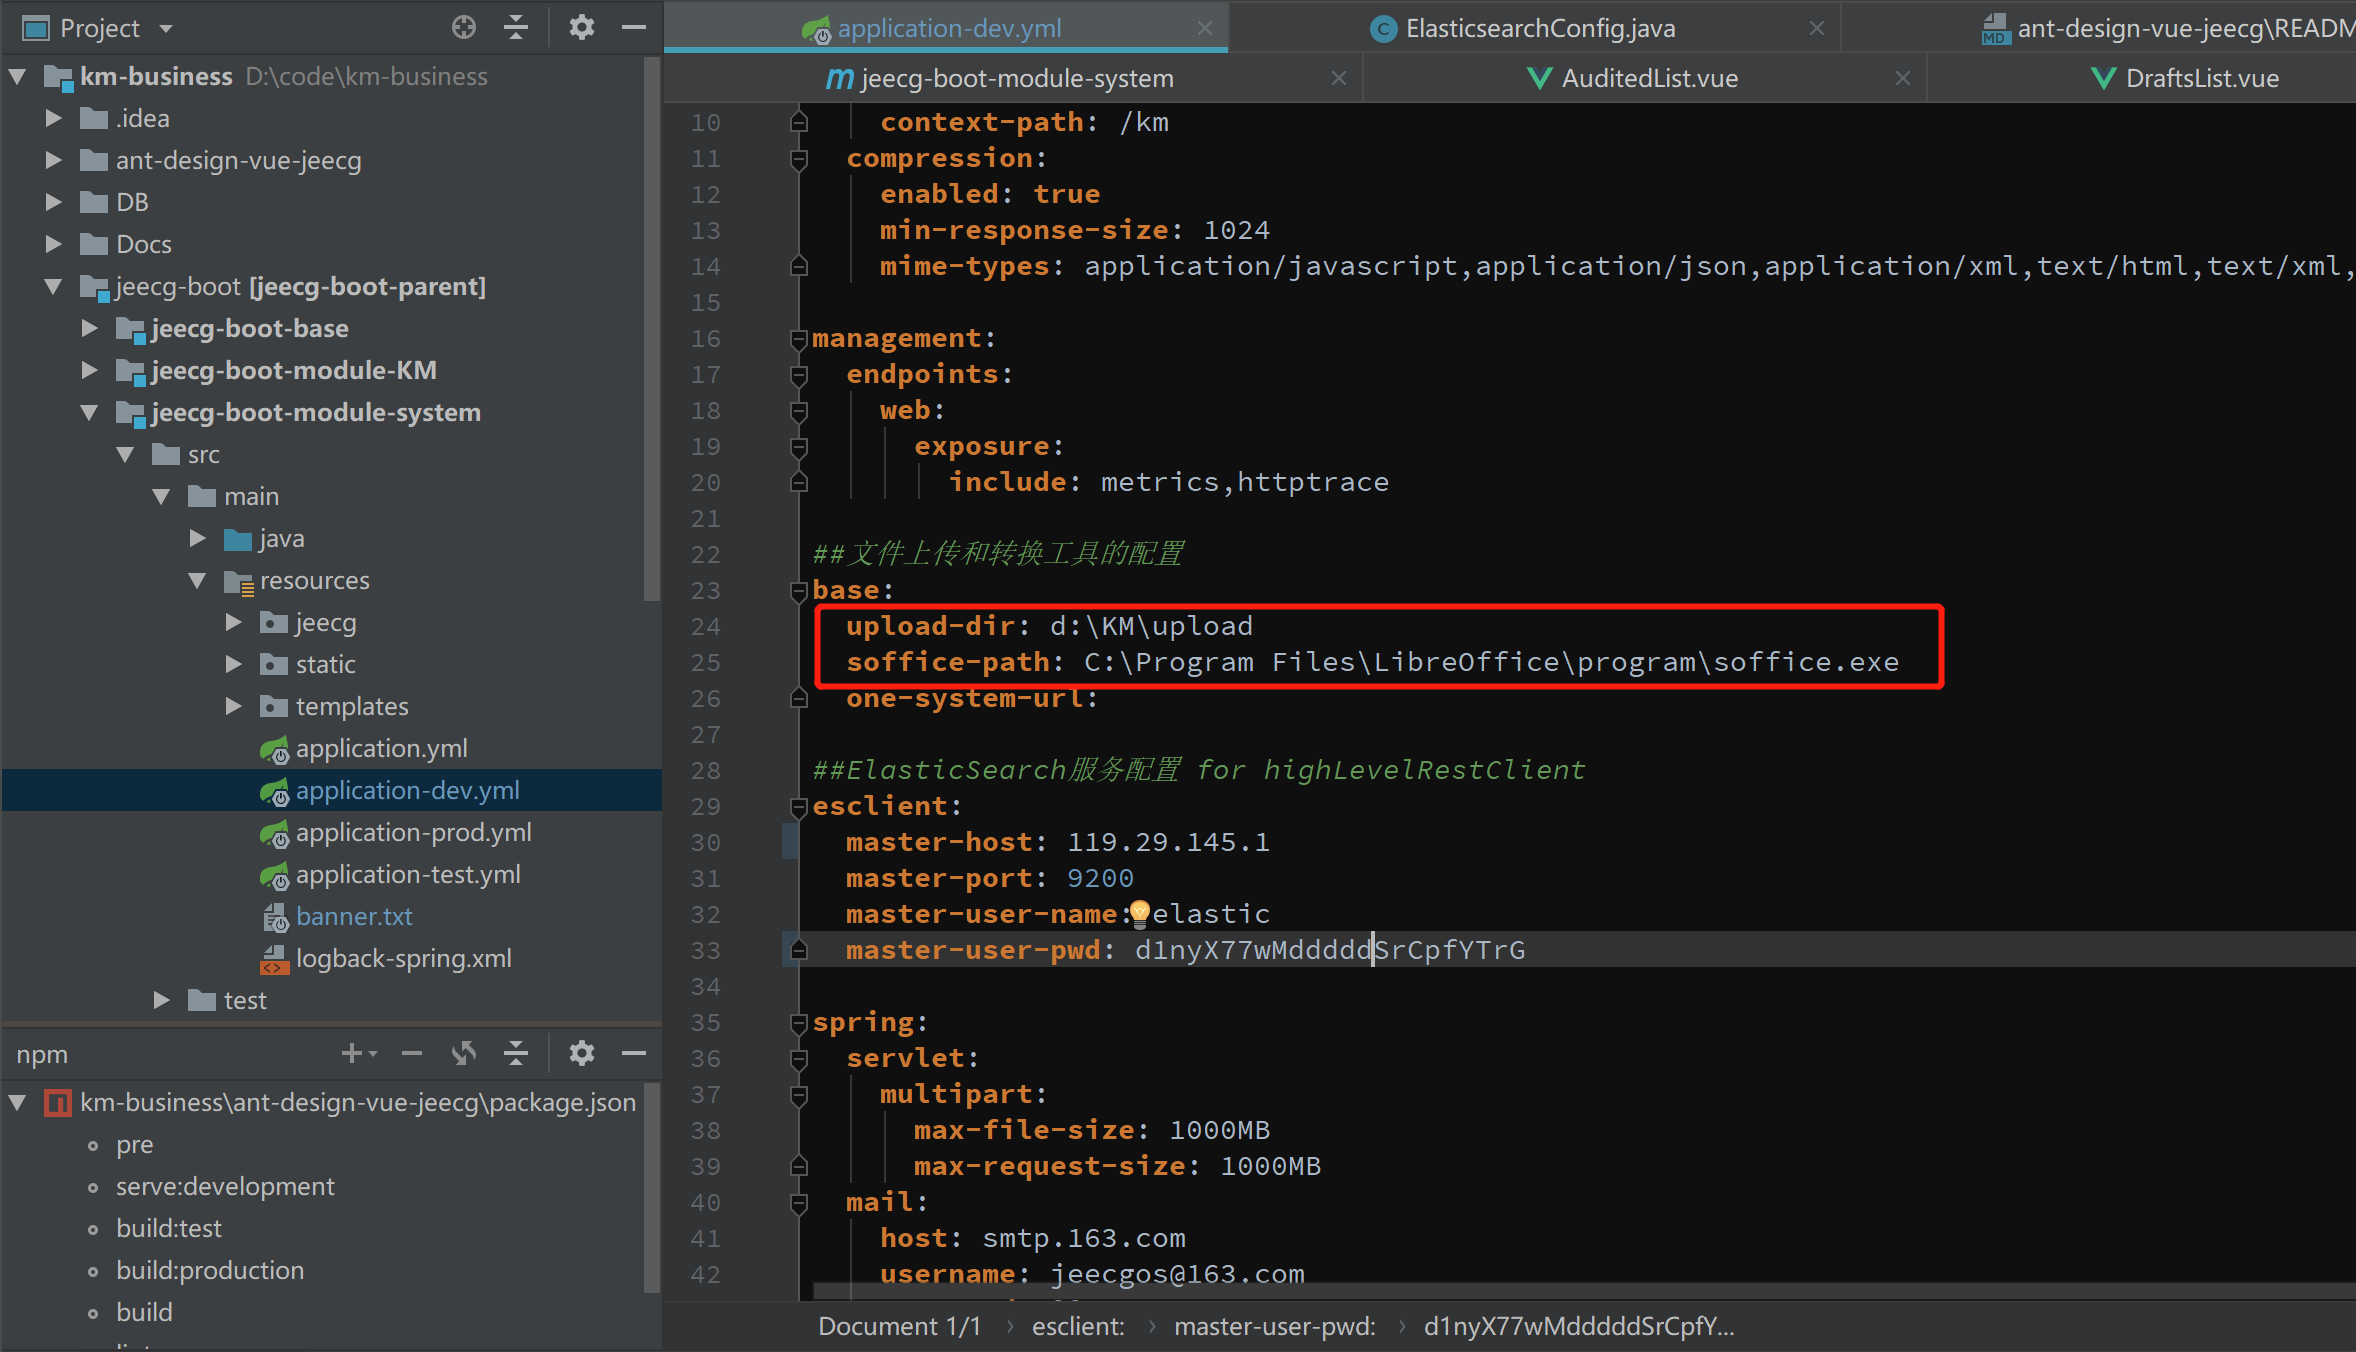 Project
km-business D:\code\km-business
.idea
ant-design-vue-jeecg
DB
Docs
jeecg-boot [jeecg-boot-parent]
jeecg-boot-base
jeecg-boot-module-KM
jeecg-boot-module-system
src
main
java
resources
jeecg
static
templates
application.yml
application-dev.yml
application-prod.yml
application-test.yml
banner.txt
logback-spring.xml
test
npm
km-business\ant-design-vue-jeecg\package.json
pre
serve:development
build:test
build:production
build
application-dev.yml
ElasticsearchConfig.java
ant-design-vue-jeecg\READM
jeecg-boot-module-system
AuditedList.vue
DraftsList.vue
10 context-path: /km
11 compression:
12 enabled: true
13 min-response-size: 1024
14 mime-types: application/javascript,application/json,application/xml,text/html,text/xml,
15
16 management:
17 endpoints:
18 web:
19 exposure:
20 include: metrics,httptrace
21
22 ##文件上传和转换工具的配置
23 base:
24 upload-dir: d:\KM\upload
25 soffice-path: C:\Program Files\LibreOffice\program\soffice.exe
26 one-system-url:
27
28 ##ElasticSearch服务配置 for highLevelRestClient
29 esclient:
30 master-host: 119.29.145.1
31 master-port: 9200
32 master-user-name: elastic
33 master-user-pwd: d1nyX77wMdddddSrCpfYTrG
34
35 spring:
36 servlet:
37 multipart:
38 max-file-size: 1000MB
39 max-request-size: 1000MB
40 mail:
41 host: smtp.163.com
42 username: jeecgos@163.com
Document 1/1 › esclient: › master-user-pwd: › d1nyX77wMdddddSrCpfY...